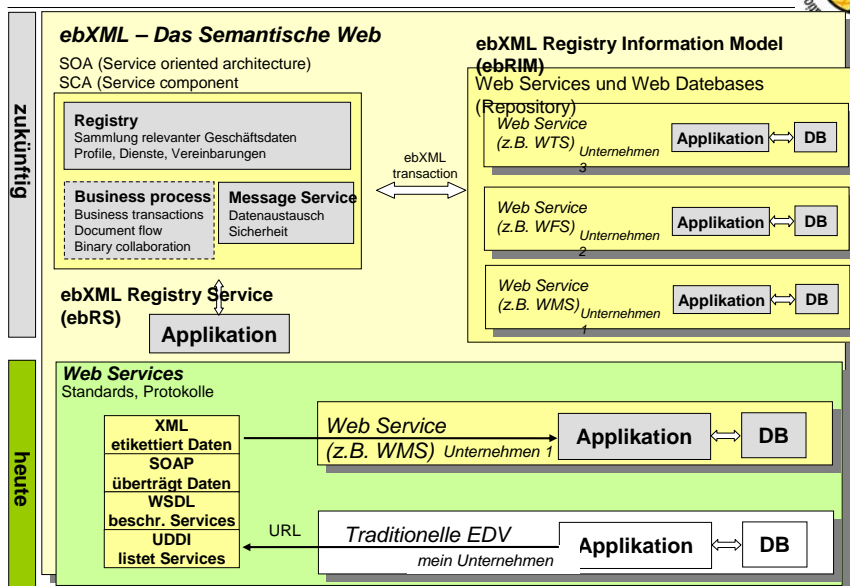 zukünftig
ebXML – Das Semantische Web
SOA (Service oriented architecture)
SCA (Service component
Registry
Sammlung relevanter Geschäftsdaten
Profile, Dienste, Vereinbarungen
Business process
Business transactions
Document flow
Binary collaboration
Message Service
Datenaustausch
Sicherheit
ebXML
transaction
ebXML Registry Service
(ebRS)
Applikation
ebXML Registry Information Model
(ebRIM)
Web Services und Web Datebases
(Repository)
Web Service
(z.B. WTS) Unternehmen
3
Applikation
DB
Web Service
(z.B. WFS) Unternehmen
2
Applikation
DB
Web Service
(z.B. WMS) Unternehmen
1
Applikation
DB
heute
Web Services
Standards, Protokolle
XML
etikettiert Daten
SOAP
überträgt Daten
WSDL
beschr. Services
UDDI
listet Services
Web Service
(z.B. WMS) Unternehmen 1
Applikation
DB
URL
Traditionelle EDV
mein Unternehmen
Applikation
DB